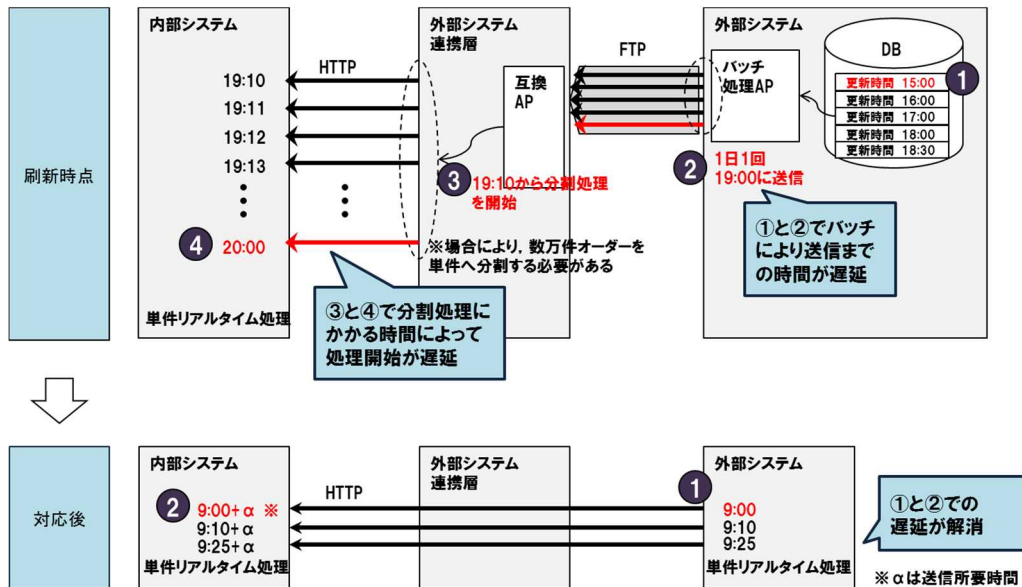 刷新時点
内部システム
19:10
19:11
19:12
19:13
④ 20:00
単件リアルタイム処理
HTTP
外部システム
連携層
互換
AP
③ 19:10から分割処理
を開始
※場合により，数万件オーダーを
単件へ分割する必要がある
③と④で分割処理に
かかる時間によって
処理開始が遅延
FTP
外部システム
バッチ
処理AP
DB
①
更新時間 15:00
更新時間 16:00
更新時間 17:00
更新時間 18:00
更新時間 18:30
② 1日1回
19:00に送信
①と②でバッチ
により送信まで
の時間が遅延
対応後
内部システム
② 9:00+α ※
9:10+α
9:25+α
単件リアルタイム処理
HTTP
外部システム
連携層
外部システム
①
9:00
9:10
9:25
単件リアルタイム処理
①と②での
遅延が解消
※αは送信所要時間